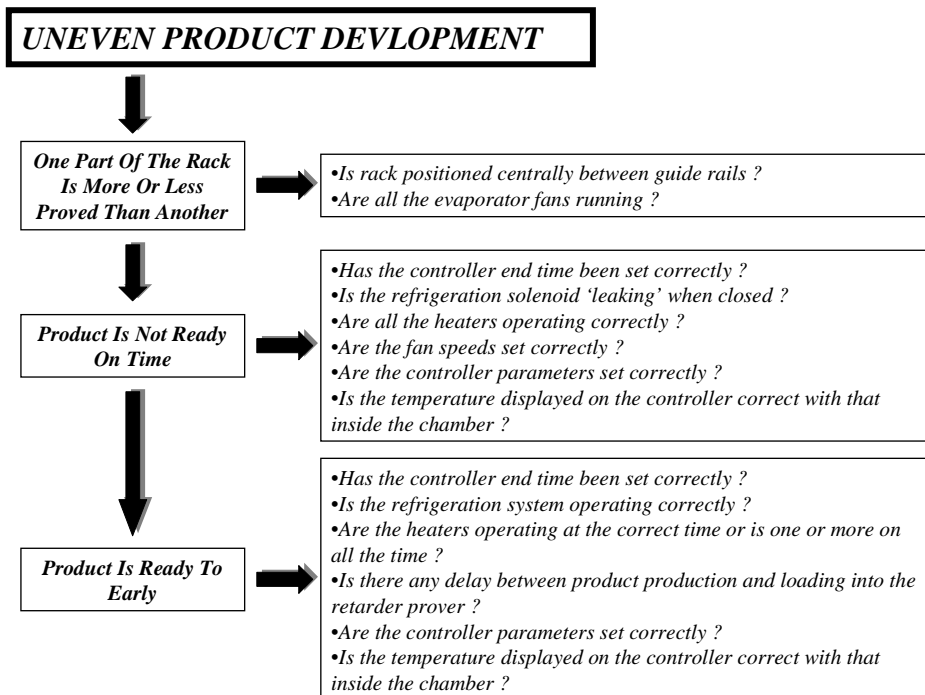 UNEVEN PRODUCT DEVLOPMENT
One Part Of The Rack
Is More Or Less
Proved Than Another
•Is rack positioned centrally between guide rails ?
•Are all the evaporator fans running ?
Product Is Not Ready
On Time
•Has the controller end time been set correctly ?
•Is the refrigeration solenoid ‘leaking’ when closed ?
•Are all the heaters operating correctly ?
•Are the fan speeds set correctly ?
•Are the controller parameters set correctly ?
•Is the temperature displayed on the controller correct with that
inside the chamber ?
Product Is Ready To
Early
•Has the controller end time been set correctly ?
•Is the refrigeration system operating correctly ?
•Are the heaters operating at the correct time or is one or more on
all the time ?
•Is there any delay between product production and loading into the
retarder prover ?
•Are the controller parameters set correctly ?
•Is the temperature displayed on the controller correct with that
inside the chamber ?